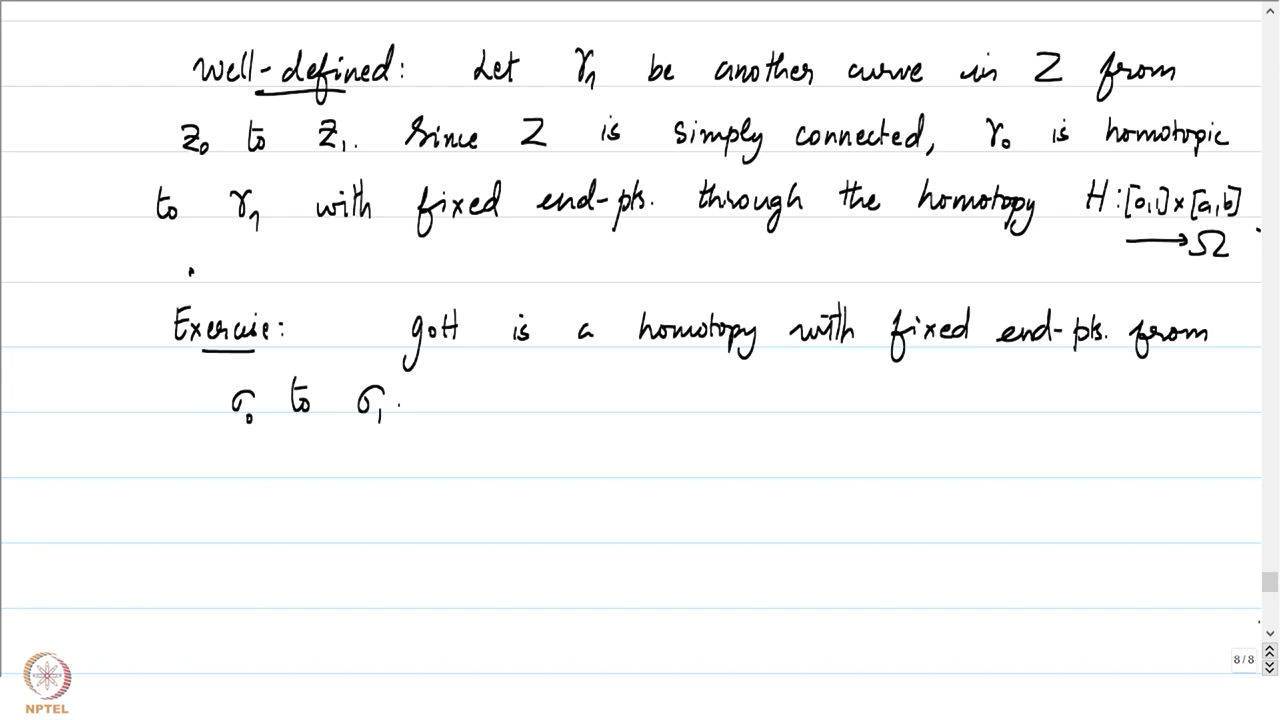 Well-defined: Let γ₁ be another curve in Z from
z₀ to z₁. Since Z is simply connected, γ₀ is homotopic
to γ₁ with fixed end-pts. through the homotopy H:[0,1]×[a,b]
→Ω
Exercise: goH is a homotopy with fixed end-pts. from
σ₀ to σ₁.
8/8
NPTEL